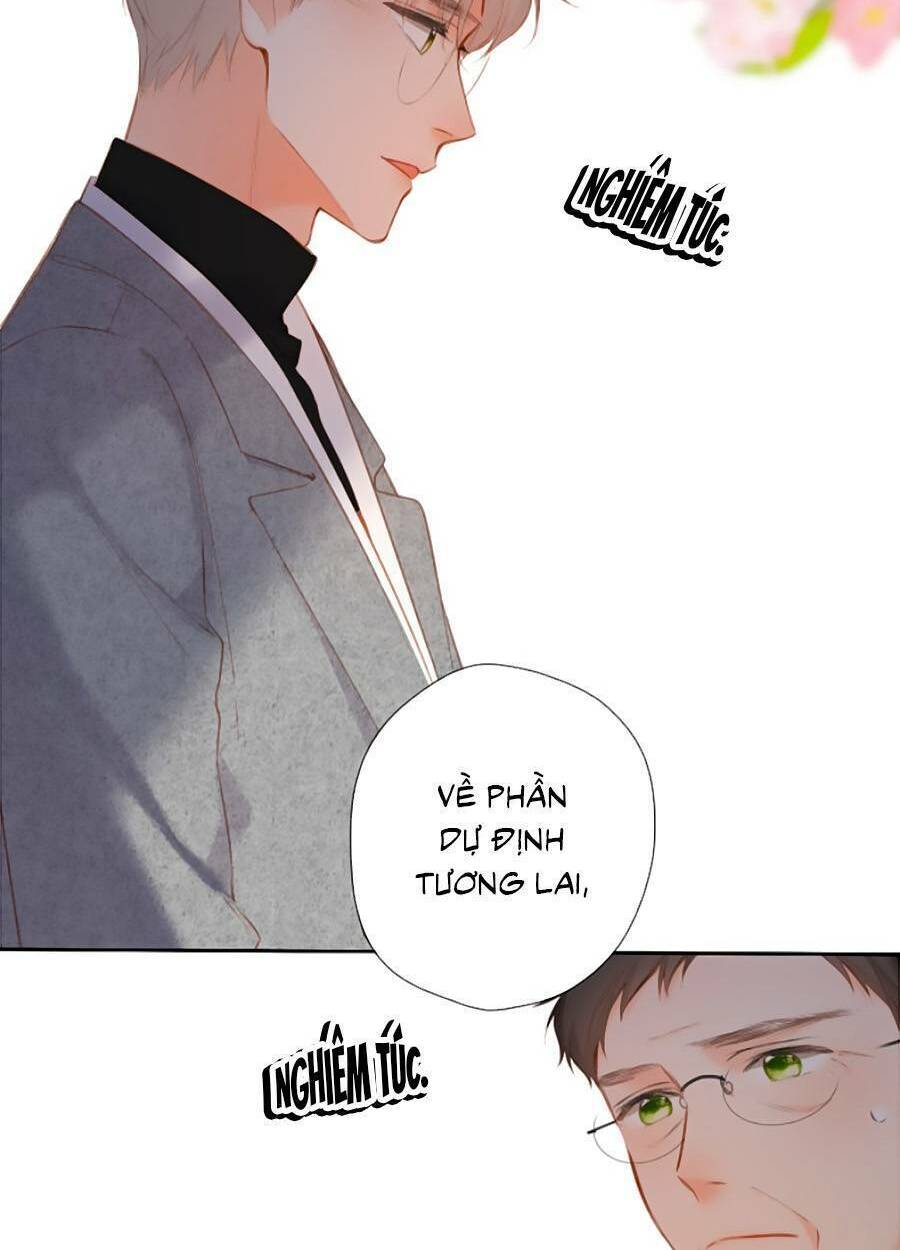 NGHIÊM TÚC.
VỀ PHẦN
DỰ ĐỊNH
TƯƠNG LAI,
NGHIÊM TÚC.